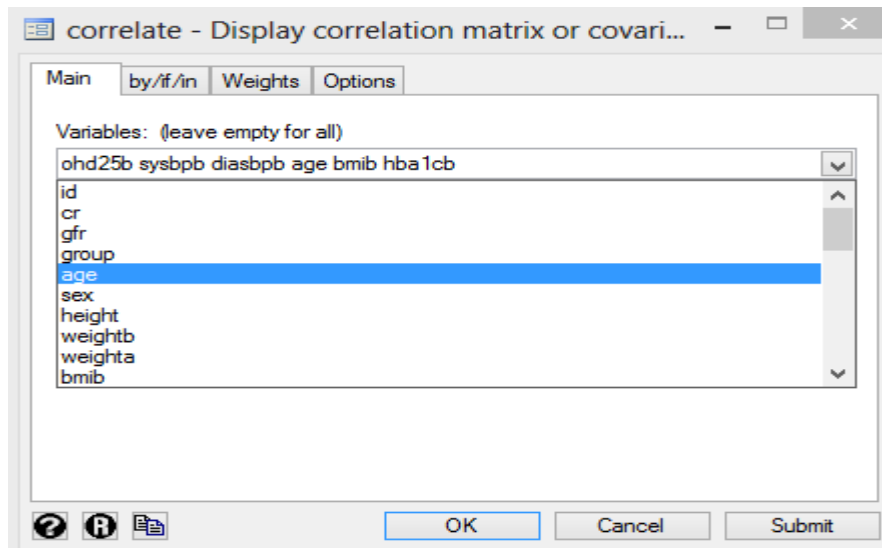 correlate - Display correlation matrix or covari...
Main by/if/in Weights Options
Variables: (leave empty for all)
ohd25b sysbpb diasbpb age bmib hba1cb
id
cr
gfr
group
age
sex
height
weightb
weighta
bmib
OK Cancel Submit